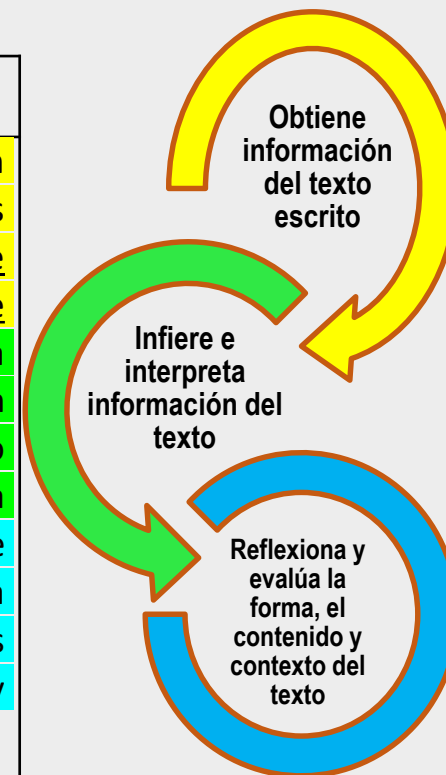 Obtiene
información
del texto
escrito
Infiere e
interpreta
información del
texto
Reflexiona y
evalúa la
forma, el
contenido y
contexto del
texto